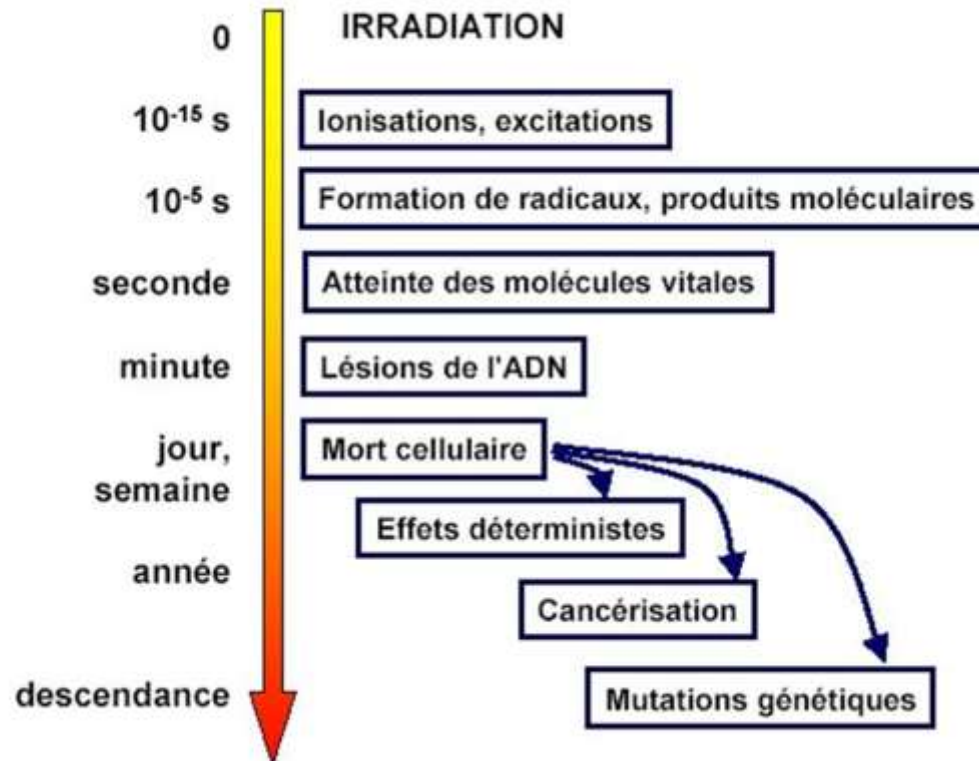 0
IRRADIATION
10⁻¹⁵ s
Ionisations, excitations
10⁻⁵ s
Formation de radicaux, produits moléculaires
seconde
Atteinte des molécules vitales
minute
Lésions de l'ADN
jour,
semaine
Mort cellulaire
Effets déterministes
année
Cancérisation
descendance
Mutations génétiques